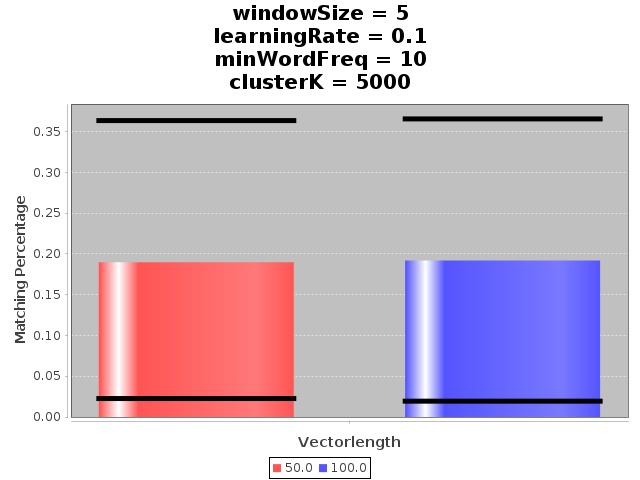 windowSize = 5
learningRate = 0.1
minWordFreq = 10
clusterK = 5000
Matching Percentage
0.35
0.30
0.25
0.20
0.15
0.10
0.05
0.00
Vectorlength
50.0 100.0